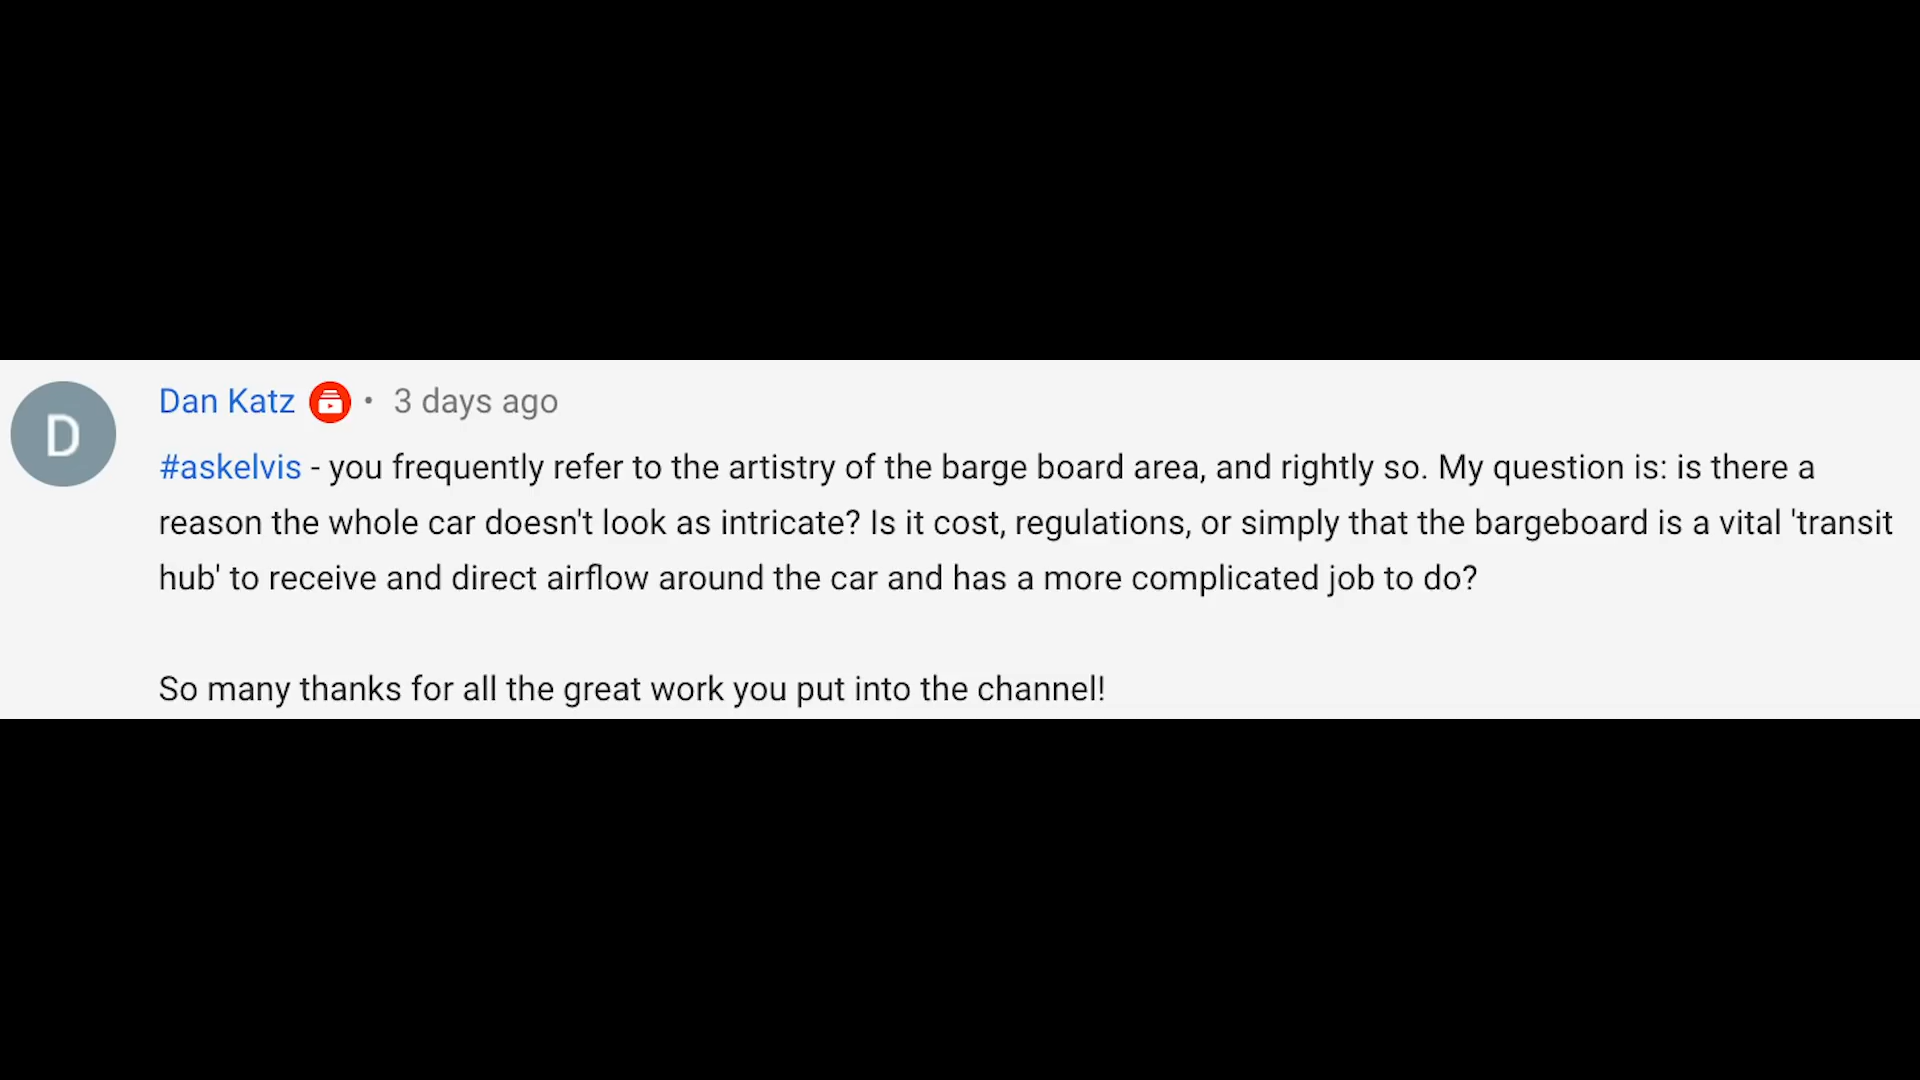 D
Dan Katz • 3 days ago
#askelvis - you frequently refer to the artistry of the barge board area, and rightly so. My question is: is there a
reason the whole car doesn't look as intricate? Is it cost, regulations, or simply that the bargeboard is a vital 'transit
hub' to receive and direct airflow around the car and has a more complicated job to do?
So many thanks for all the great work you put into the channel!